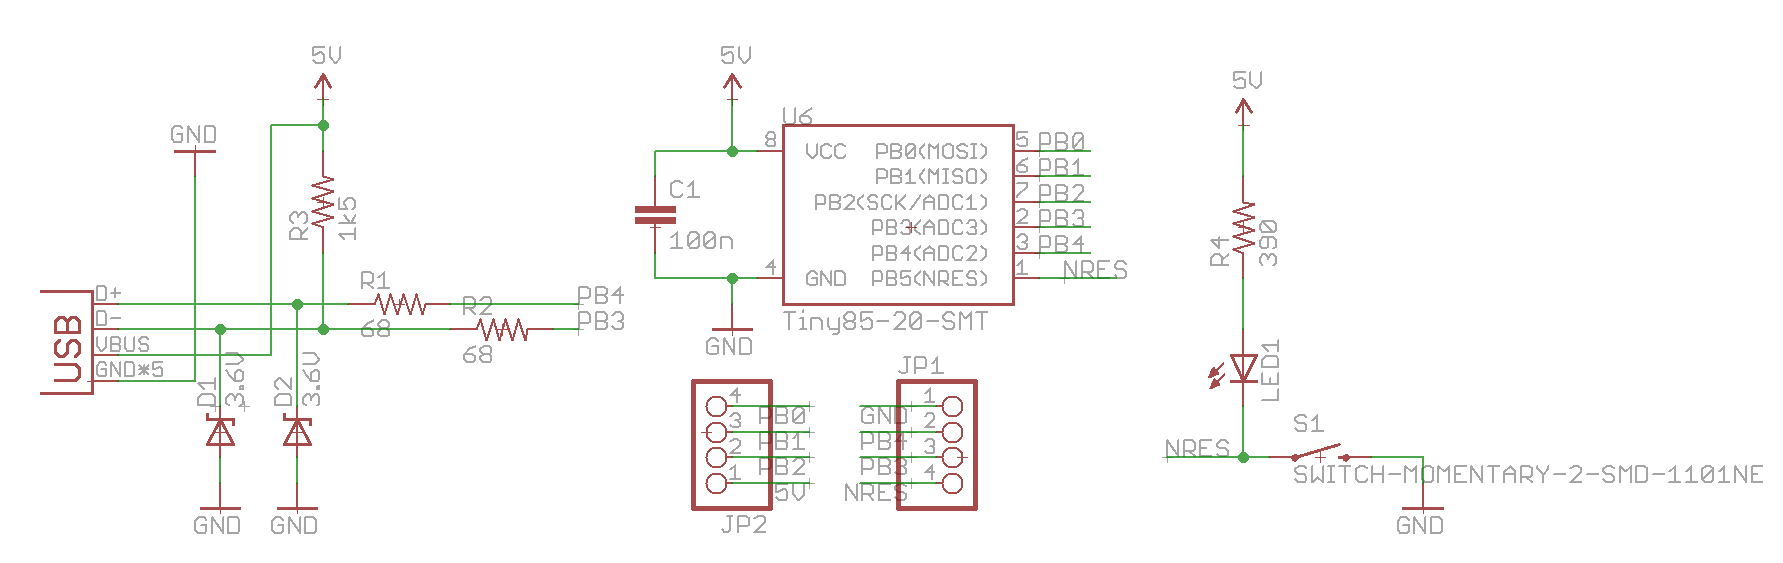 5V
GND
R3
1k5
D+
D-
VBUS
GND*5
USB
R1
68
R2
68
PB4
PB3
D1
3.6V
D2
3.6V
GND
GND
5V
C1
100n
GND
U6
8
VCC
4
GND
PB0(MOSI)
PB1(MISO)
PB2(SCK/ADC1)
PB3(ADC3)
PB4(ADC2)
PB5(NRES)
5
PB0
6
PB1
7
PB2
2
PB3
3
PB4
1
NRES
Tiny85-20-SMT
4
PB0
3
PB1
2
PB2
1
5V
JP2
JP1
GND
1
PB4
2
PB3
3
NRES
4
5V
R4
390
LED1
NRES
S1
SWITCH-MOMENTARY-2-SMD-1101NE
GND